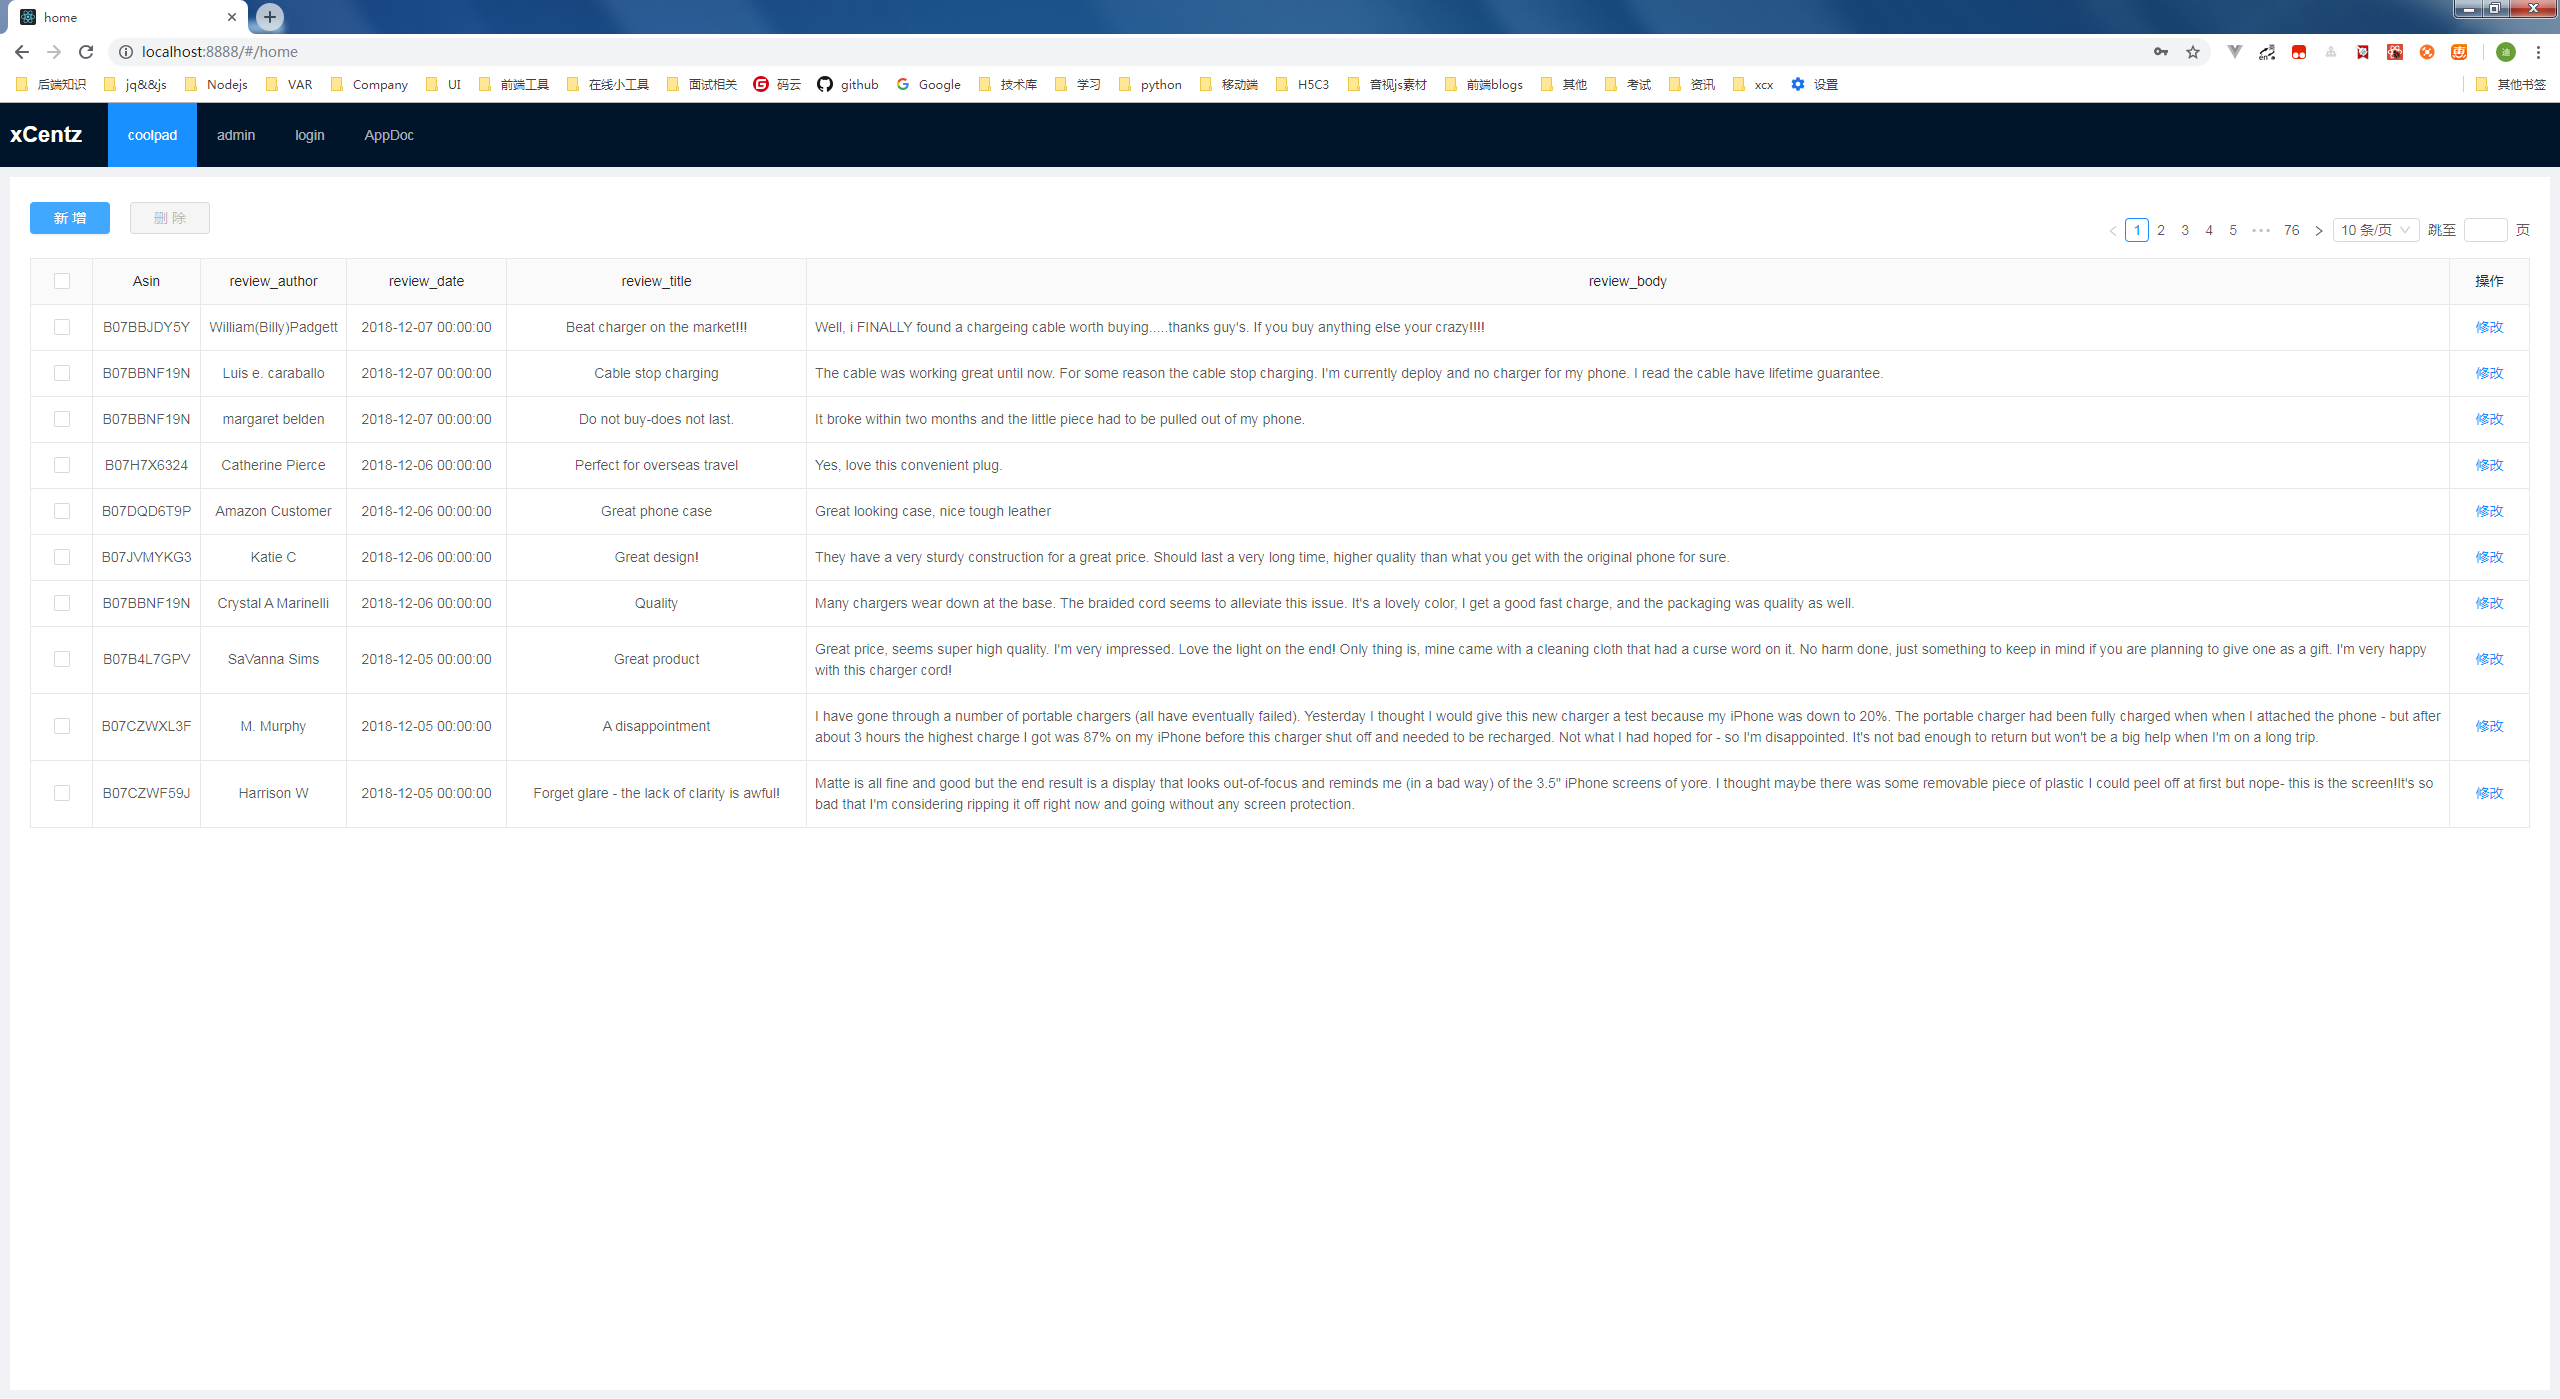 home
localhost:8888/#/home
后端知识 jq&&js Nodejs VAR Company UI 前端工具 在线小工具 面试相关 码云 github Google 技术库 学习 python 移动端 H5C3 音视js素材 前端blogs 其他 考试 资讯 xcx 设置 其他书签
xCentz coolpad admin login AppDoc
新 增 删 除
1 2 3 4 5 ••• 76 10 条/页 跳至 页
Asin review_author review_date review_title review_body 操作
B07BBJDY5Y William(Billy)Padgett 2018-12-07 00:00:00 Beat charger on the market!!! Well, i FINALLY found a chargeing cable worth buying.....thanks guy's. If you buy anything else your crazy!!!! 修改
B07BBNF19N Luis e. caraballo 2018-12-07 00:00:00 Cable stop charging The cable was working great until now. For some reason the cable stop charging. I'm currently deploy and no charger for my phone. I read the cable have lifetime guarantee. 修改
B07BBNF19N margaret belden 2018-12-07 00:00:00 Do not buy-does not last. It broke within two months and the little piece had to be pulled out of my phone. 修改
B07H7X6324 Catherine Pierce 2018-12-06 00:00:00 Perfect for overseas travel Yes, love this convenient plug. 修改
B07DQD6T9P Amazon Customer 2018-12-06 00:00:00 Great phone case Great looking case, nice tough leather 修改
B07JVMYKG3 Katie C 2018-12-06 00:00:00 Great design! They have a very sturdy construction for a great price. Should last a very long time, higher quality than what you get with the original phone for sure. 修改
B07BBNF19N Crystal A Marinelli 2018-12-06 00:00:00 Quality Many chargers wear down at the base. The braided cord seems to alleviate this issue. It's a lovely color, I get a good fast charge, and the packaging was quality as well. 修改
B07B4L7GPV SaVanna Sims 2018-12-05 00:00:00 Great product Great price, seems super high quality. I'm very impressed. Love the light on the end! Only thing is, mine came with a cleaning cloth that had a curse word on it. No harm done, just something to keep in mind if you are planning to give one as a gift. I'm very happy
with this charger cord! 修改
B07CZWXL3F M. Murphy 2018-12-05 00:00:00 A disappointment I have gone through a number of portable chargers (all have eventually failed). Yesterday I thought I would give this new charger a test because my iPhone was down to 20%. The portable charger had been fully charged when when I attached the phone - but after
about 3 hours the highest charge I got was 87% on my iPhone before this charger shut off and needed to be recharged. Not what I had hoped for - so I'm disappointed. It's not bad enough to return but won't be a big help when I'm on a long trip. 修改
B07CZWF59J Harrison W 2018-12-05 00:00:00 Forget glare - the lack of clarity is awful! Matte is all fine and good but the end result is a display that looks out-of-focus and reminds me (in a bad way) of the 3.5" iPhone screens of yore. I thought maybe there was some removable piece of plastic I could peel off at first but nope- this is the screen!It's so
bad that I'm considering ripping it off right now and going without any screen protection. 修改